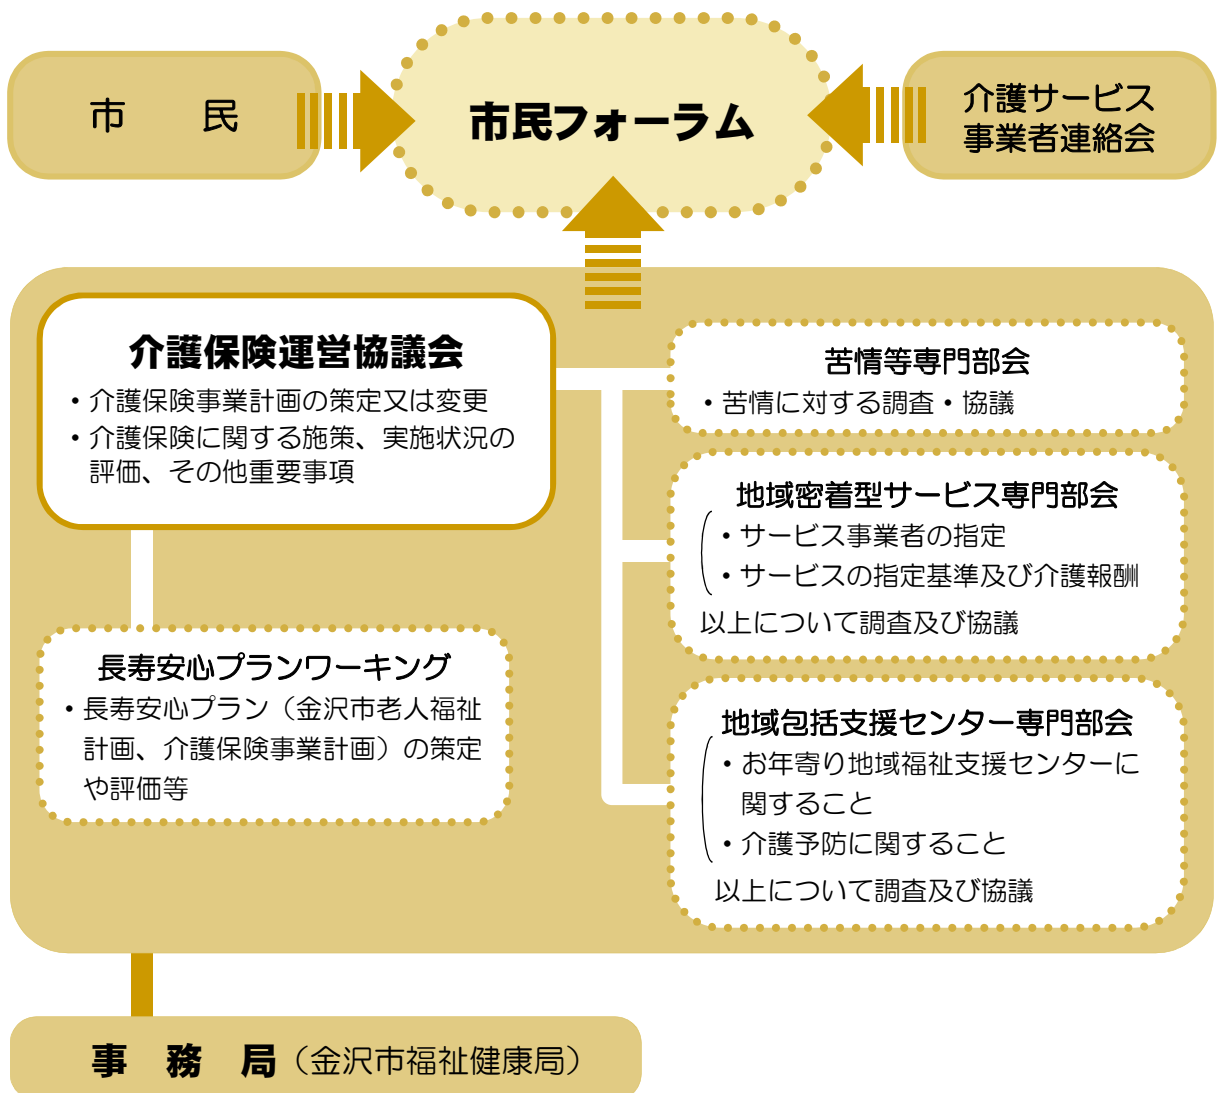 市　民
市民フォーラム
介護サービス
事業者連絡会
介護保険運営協議会
・介護保険事業計画の策定又は変更
・介護保険に関する施策、実施状況の
評価、その他重要事項
長寿安心プランワーキング
・長寿安心プラン（金沢市老人福祉
計画、介護保険事業計画）の策定
や評価等
苦情等専門部会
・苦情に対する調査・協議
地域密着型サービス専門部会
・サービス事業者の指定
・サービスの指定基準及び介護報酬
以上について調査及び協議
地域包括支援センター専門部会
・お年寄り地域福祉支援センターに
関すること
・介護予防に関すること
以上について調査及び協議
事　務　局（金沢市福祉健康局）